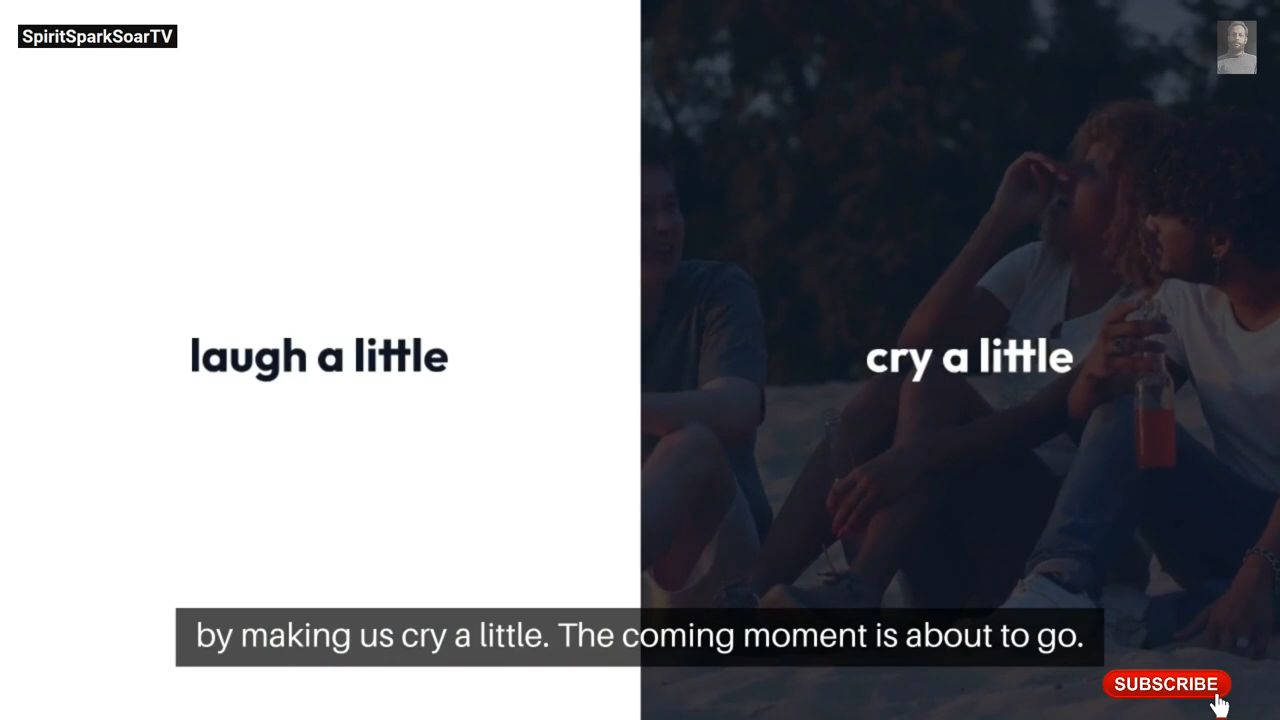 SpiritSparkSoarTV
laugh a little
cry a little
by making us cry a little. The coming moment is about to go.
SUBSCRIBE